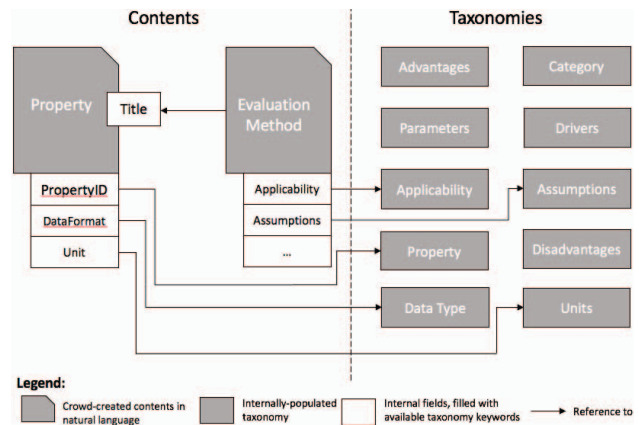 Contents
Taxonomies
Property
Title
Evaluation
Method
PropertyID
DataFormat
Unit
Applicability
Assumptions
...
Advantages
Category
Parameters
Drivers
Applicability
Assumptions
Property
Disadvantages
Data Type
Units
Legend:
Crowd-created contents in
natural language
Internally-populated
taxonomy
Internal fields, filled with
available taxonomy keywords
Reference to